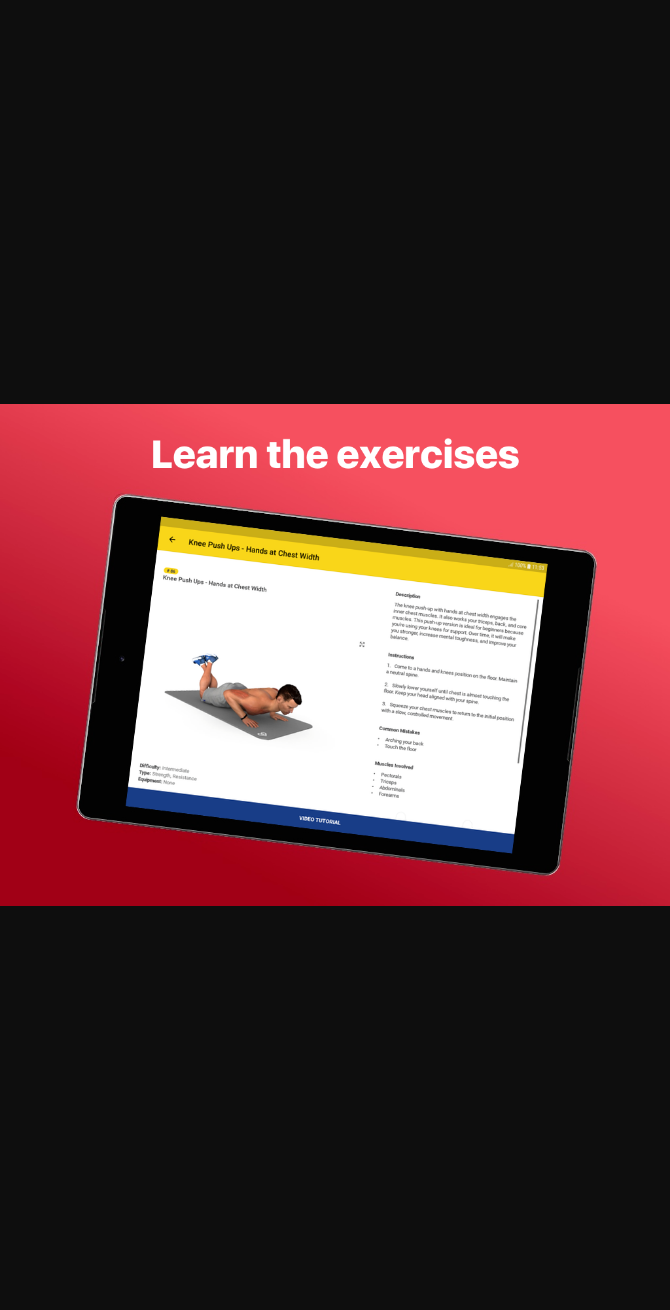 Learn the exercises
100% 11:53
Knee Push Ups - Hands at Chest Width
Knee Push Ups - Hands at Chest Width
Difficulty: Intermediate
Type: Strength, Resistance
Equipment: None
Description
The knee push-up with hands at chest width engages the
inner chest muscles. It also works your triceps, back, and core
muscles. This push-up version is ideal for beginners because
you're using your knees for support. Over time, it will make
you stronger, increase mental toughness, and improve your
balance.
Instructions
1. Come to a hands and knees position on the floor. Maintain
a neutral spine.
2. Slowly lower yourself until chest is almost touching the
floor. Keep your head aligned with your spine.
3. Squeeze your chest muscles to return to the initial position
with a slow, controlled movement.
Common Mistakes
• Arching your back
• Touch the floor
Muscles Involved
• Pectorals
• Triceps
• Abdominals
• Forearms
VIDEO TUTORIAL